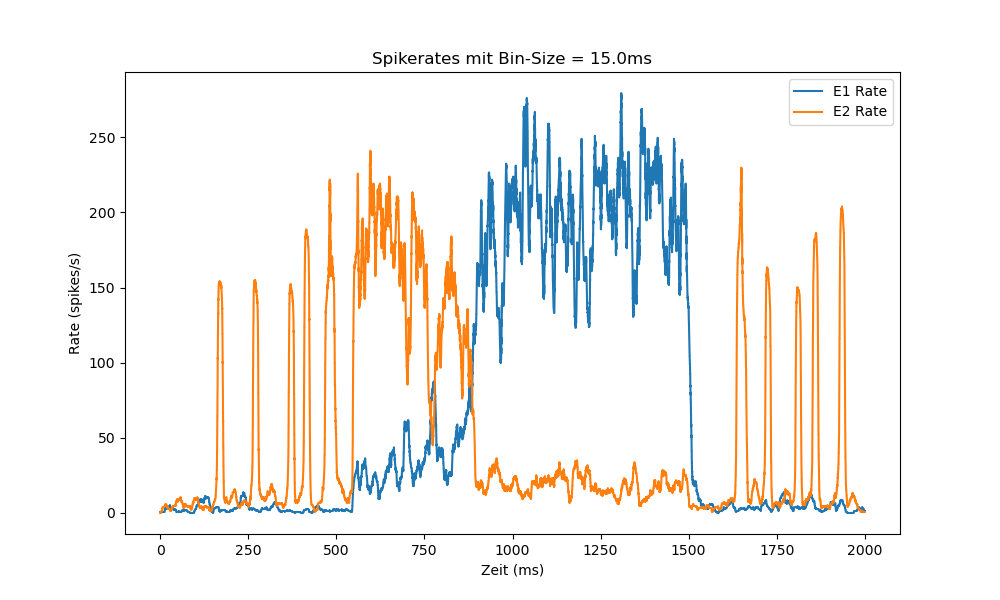 Spikerates mit Bin-Size = 15.0ms
E1 Rate
E2 Rate
Rate (spikes/s)
250
200
150
100
50
0
0 250 500 750 1000 1250 1500 1750 2000
Zeit (ms)